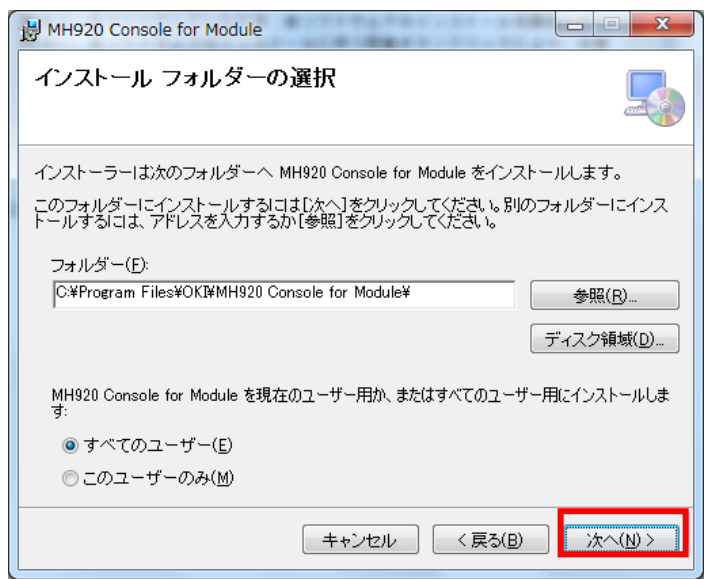 MH920 Console for Module
インストール フォルダーの選択
インストーラーは次のフォルダーへ MH920 Console for Module をインストールします。
このフォルダーにインストールするには[次へ]をクリックしてください。別のフォルダーにインス
トールするには、アドレスを入力するか[参照]をクリックしてください。
フォルダー(F):
C:¥Program Files¥OKI¥MH920 Console for Module¥
参照(R)...
ディスク領域(D)...
MH920 Console for Module を現在のユーザー用か、またはすべてのユーザー用にインストールしま
す:
すべてのユーザー(E)
このユーザーのみ(M)
キャンセル
< 戻る(B)
次へ(N) >